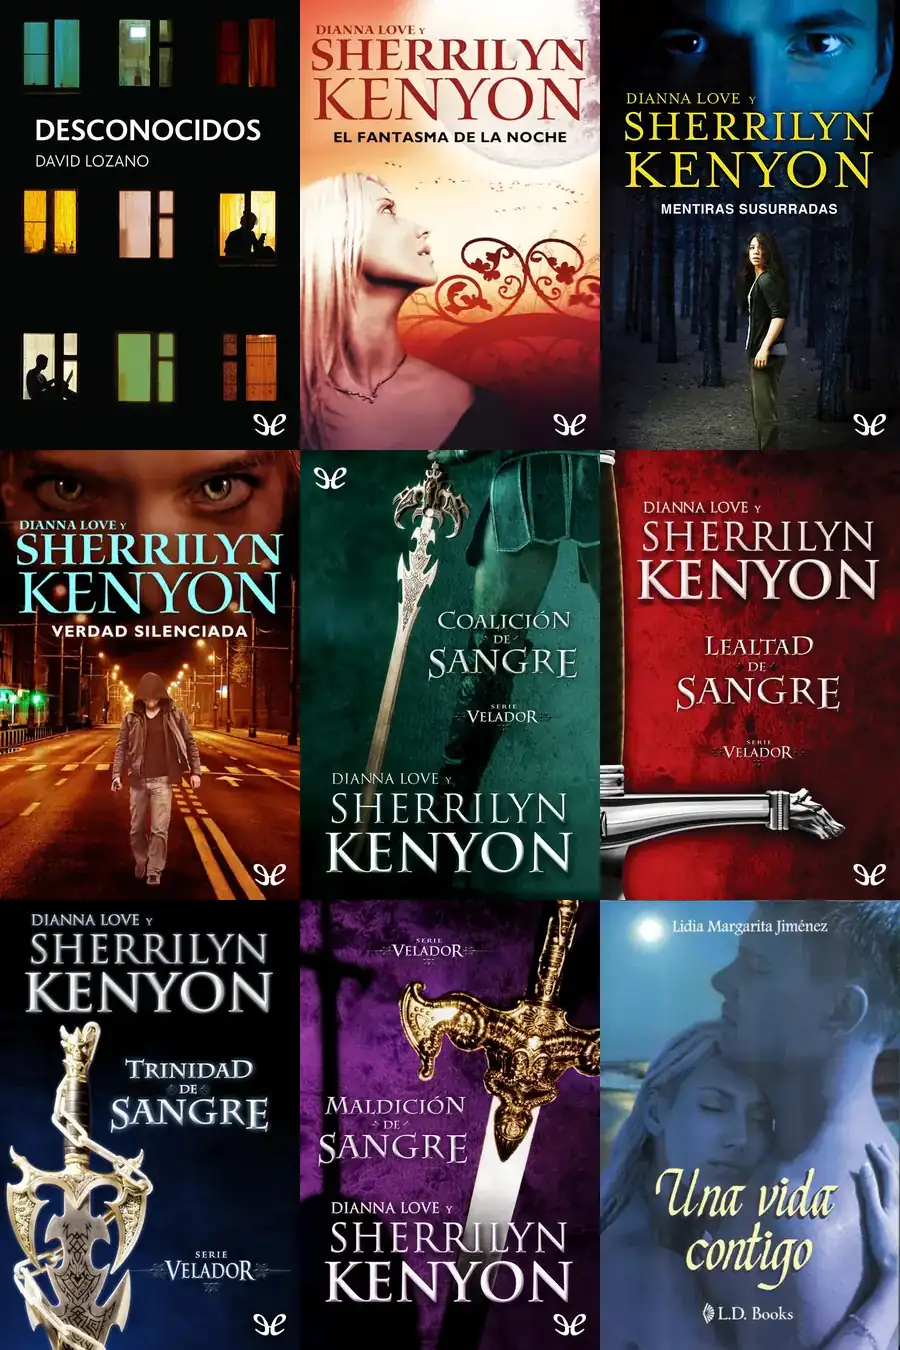 DESCONOCIDOS
DAVID LOZANO
DIANNA LOVE Y
SHERRILYN
KENYON
EL FANTASMA DE LA NOCHE
DIANNA LOVE Y
SHERRILYN
KENYON
MENTIRAS SUSURRADAS
DIANNA LOVE Y
SHERRILYN
KENYON
VERDAD SILENCIADA
COALICIÓN
DE
SANGRE
SERIE
VELADOR
DIANNA LOVE Y
SHERRILYN
KENYON
DIANNA LOVE Y
SHERRILYN
KENYON
LEALTAD
DE
SANGRE
SERIE
VELADOR
DIANNA LOVE Y
SHERRILYN
KENYON
TRINIDAD
DE
SANGRE
SERIE
VELADOR
SERIE
VELADOR
MALDICIÓN
DE
SANGRE
DIANNA LOVE Y
SHERRILYN
KENYON
Lidia Margarita Jiménez
Una vida
contigo
L.D. Books